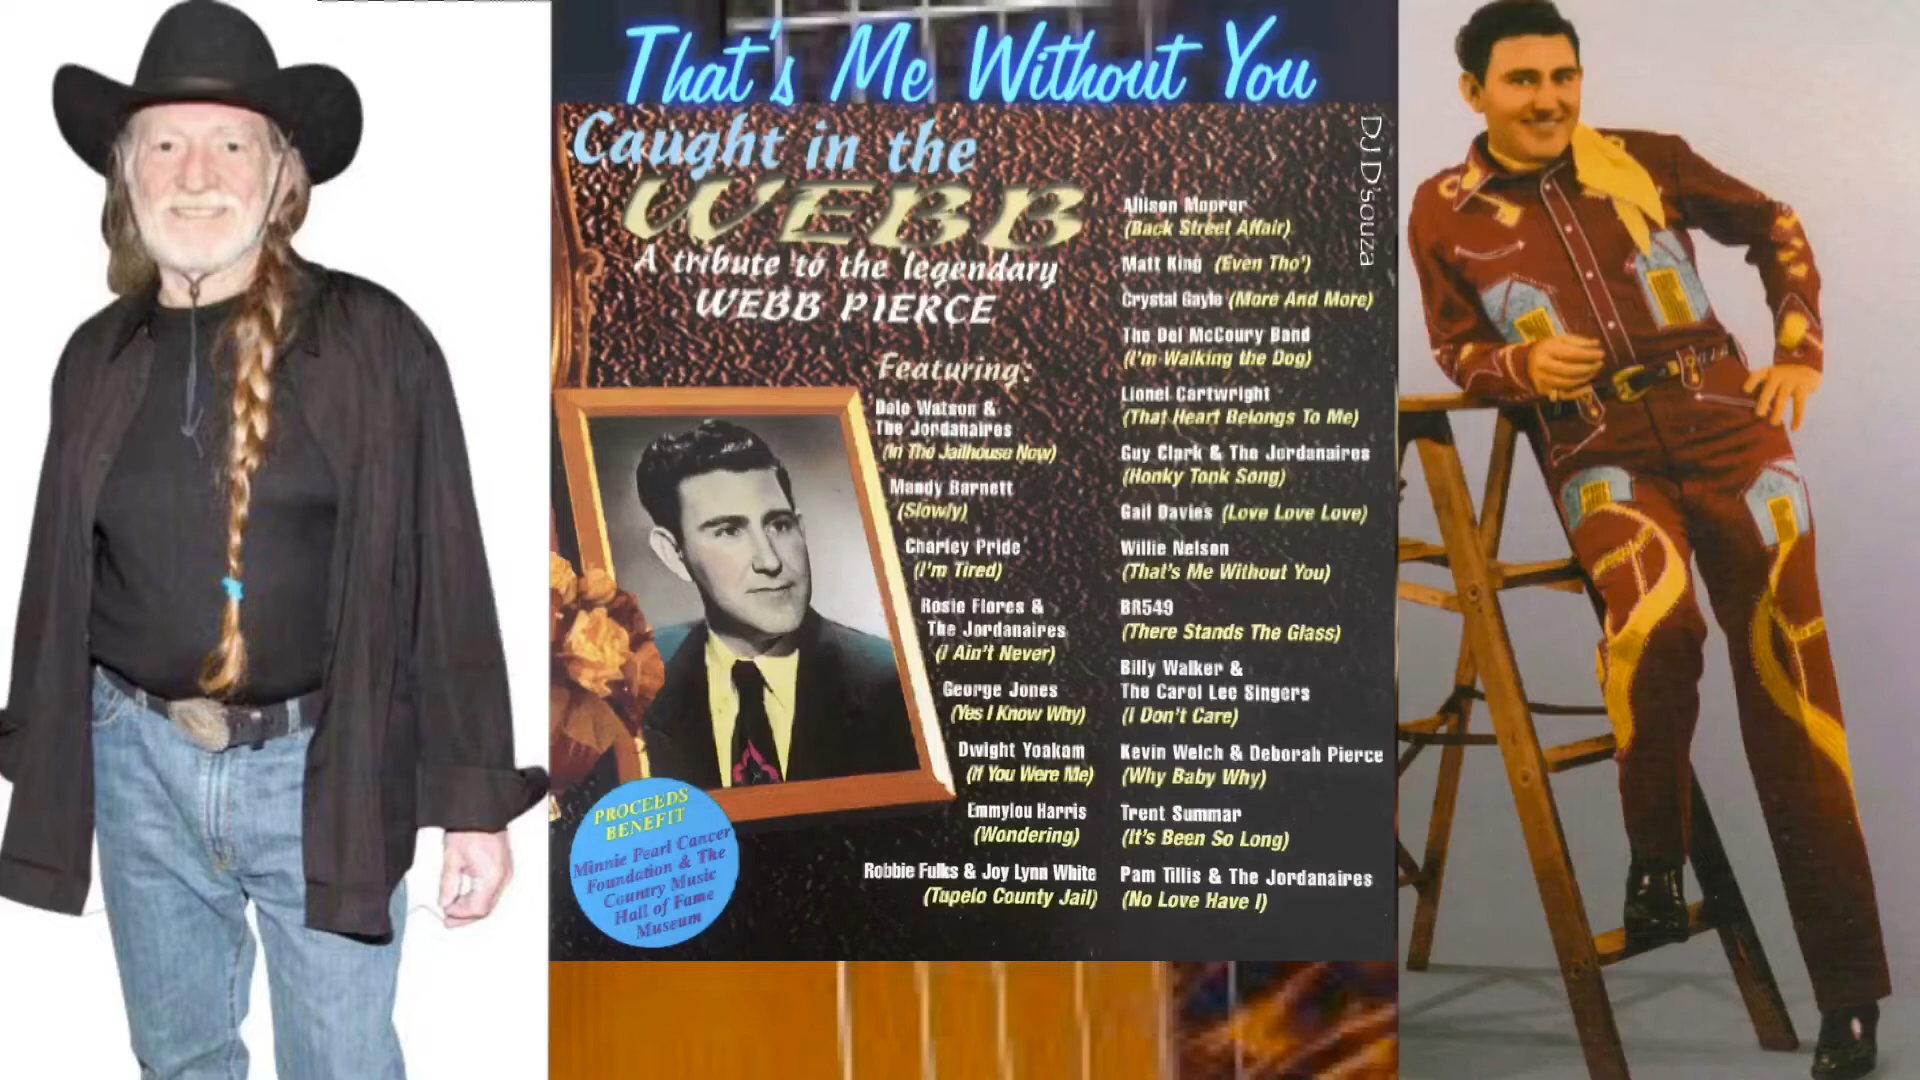 That's Me Without You
Caught in the
WEBB
A tribute to the legendary
WEBB PIERCE
Featuring:
Dale Watson &
The Jordanaires
(In The Jailhouse Now)
Mandy Barnett
(Slowly)
Charley Pride
(I'm Tired)
Rosie Flores &
The Jordanaires
(I Ain't Never)
George Jones
(Yes I Know Why)
Dwight Yoakam
(If You Were Me)
Emmylou Harris
(Wondering)
Robbie Fulks & Joy Lynn White
(Tupelo County Jail)
Allison Moorer
(Back Street Affair)
Matt King (Even Tho')
Crystal Gayle (More And More)
The Del McCoury Band
(I'm Walking the Dog)
Lionel Cartwright
(That Heart Belongs To Me)
Guy Clark & The Jordanaires
(Honky Tonk Song)
Gail Davies (Love Love Love)
Willie Nelson
(That's Me Without You)
BR549
(There Stands The Glass)
Billy Walker &
The Carol Lee Singers
(I Don't Care)
Kevin Welch & Deborah Pierce
(Why Baby Why)
Trent Summar
(It's Been So Long)
Pam Tillis & The Jordanaires
(No Love Have I)
PROCEEDS
BENEFIT
Minnie Pearl Cancer
Foundation & The
Country Music
Hall of Fame
Museum
DJ D'souza